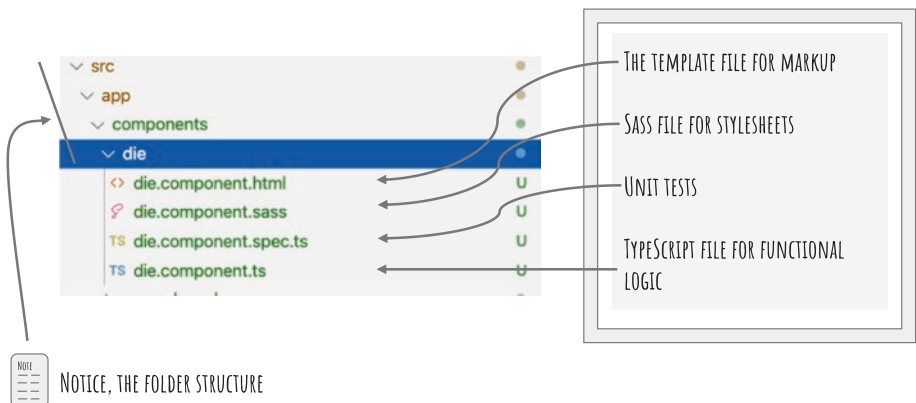 src
app
components
die
<> die.component.html U
die.component.sass U
TS die.component.spec.ts U
TS die.component.ts U
THE TEMPLATE FILE FOR MARKUP
SASS FILE FOR STYLESHEETS
UNIT TESTS
TYPESCRIPT FILE FOR FUNCTIONAL
LOGIC
NOTE
NOTICE, THE FOLDER STRUCTURE